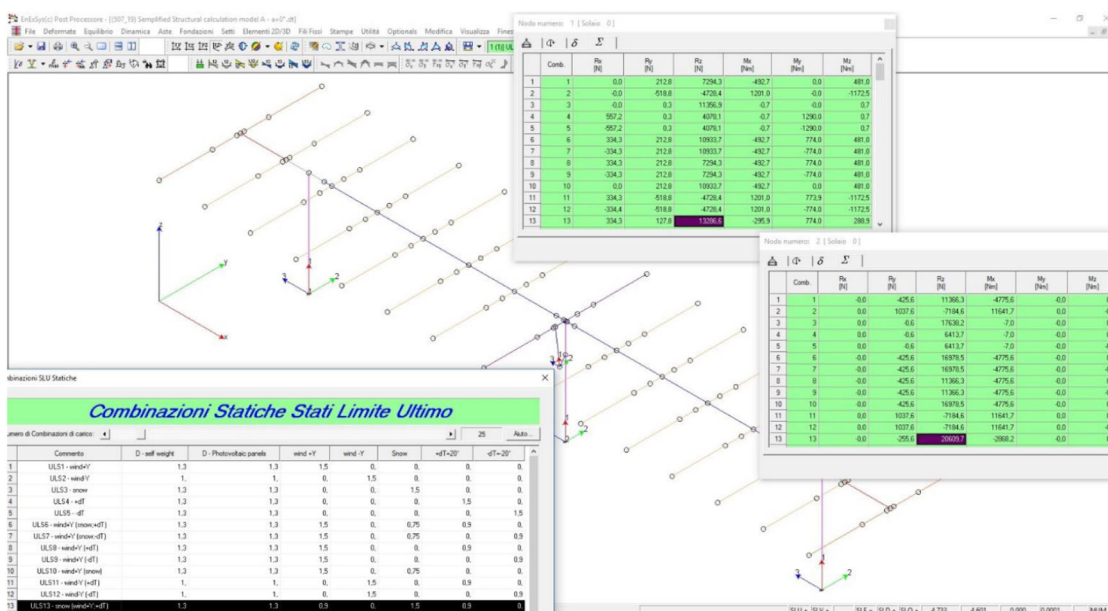 EnExSys(c) Post Processore - [(507_19) Semplified Structural calculation model A - a=0°.dt]
File Deformate Equilibrio Dinamica Aste Fondazioni Setti Elementi 2D/3D Fili Fissi Stampe Utilità Optionals Modifica Visualizza
1 (1) UL
Nodo numero: 1 [ Solaio 0 ]
δ Σ
Comb. Rx [N] Ry [N] Rz [N] Mx [Nm] My [Nm] Mz [Nm]
1 1 0,0 212,8 7294,3 -492,7 0,0 481,0
2 2 -0,0 -518,8 -4728,4 1201,0 -0,0 -1172,5
3 3 -0,0 0,3 11356,9 -0,7 -0,0 0,7
4 4 557,2 0,3 4078,1 -0,7 1290,0 0,7
5 5 -557,2 0,3 4078,1 -0,7 -1290,0 0,7
6 6 334,3 212,8 10933,7 -492,7 774,0 481,0
7 7 -334,3 212,8 10933,7 -492,7 -774,0 481,0
8 8 334,3 212,8 7294,3 -492,7 774,0 481,0
9 9 -334,3 212,8 7294,3 -492,7 -774,0 481,0
10 10 0,0 212,8 10933,7 -492,7 0,0 481,0
11 11 334,3 -518,8 -4728,4 1201,0 773,9 -1172,5
12 12 -334,4 -518,8 -4728,4 1201,0 -774,0 -1172,5
13 13 334,3 127,8 13286,6 -295,9 774,0 288,9
Nodo numero: 2 [ Solaio 0 ]
δ Σ
Comb. Rx [N] Ry [N] Rz [N] Mx [Nm] My [Nm] Mz [Nm]
1 1 -0,0 -425,6 11366,3 -4775,6 -0,0
2 2 0,0 1037,6 -7184,6 11641,7 0,0
3 3 0,0 -0,6 17638,2 -7,0 -0,0
4 4 0,0 -0,6 6413,7 -7,0 0,0
5 5 0,0 -0,6 6413,7 -7,0 0,0
6 6 -0,0 -425,6 16978,5 -4775,6 -0,0
7 7 -0,0 -425,6 16978,5 -4775,6 -0,0
8 8 -0,0 -425,6 11366,3 -4775,6 -0,0
9 9 -0,0 -425,6 11366,3 -4775,6 -0,0
10 10 -0,0 -425,6 16978,5 -4775,6 -0,0
11 11 0,0 1037,6 -7184,6 11641,7 0,0
12 12 0,0 1037,6 -7184,6 11641,7 0,0
13 13 -0,0 -255,6 20609,7 -2868,2 -0,0
z
y
x
1
3
2
1
3
2
1
2
1
3
2
SLU Statiche
Combinazioni Statiche Stati Limite Ultimo
di Combinazioni di carico: 25 Auto...
Commento D - self weight D - Photovoltaic panels wind +Y wind -Y Snow +dT=20° -dT=-20°
1 ULS1 - wind+Y 1,3 1,3 1,5 0, 0, 0, 0,
2 ULS2 - wind-Y 1, 1, 0, 1,5 0, 0, 0,
3 ULS3 - snow 1,3 1,3 0, 0, 1,5 0, 0,
4 ULS4 - +dT 1,3 1,3 0, 0, 0, 1,5 0,
5 ULS5 - -dT 1,3 1,3 0, 0, 0, 0, 1,5
6 ULS6 - wind+Y (snow;+dT) 1,3 1,3 1,5 0, 0,75 0,9 0,
7 ULS7 - wind+Y (snow;-dT) 1,3 1,3 1,5 0, 0,75 0, 0,9
8 ULS8 - wind+Y (+dT) 1,3 1,3 1,5 0, 0, 0,9 0,
9 ULS9 - wind+Y (-dT) 1,3 1,3 1,5 0, 0, 0, 0,9
10 ULS10 - wind+Y (snow) 1,3 1,3 1,5 0, 0,75 0, 0,
11 ULS11 - wind-Y (+dT) 1, 1, 0, 1,5 0, 0,9 0,
12 ULS12 - wind-Y (-dT) 1, 1, 0, 1,5 0, 0, 0,9
13 ULS13 - snow (wind+Y,+dT) 1,3 1,3 0,9 0, 1,5 0,9 0,